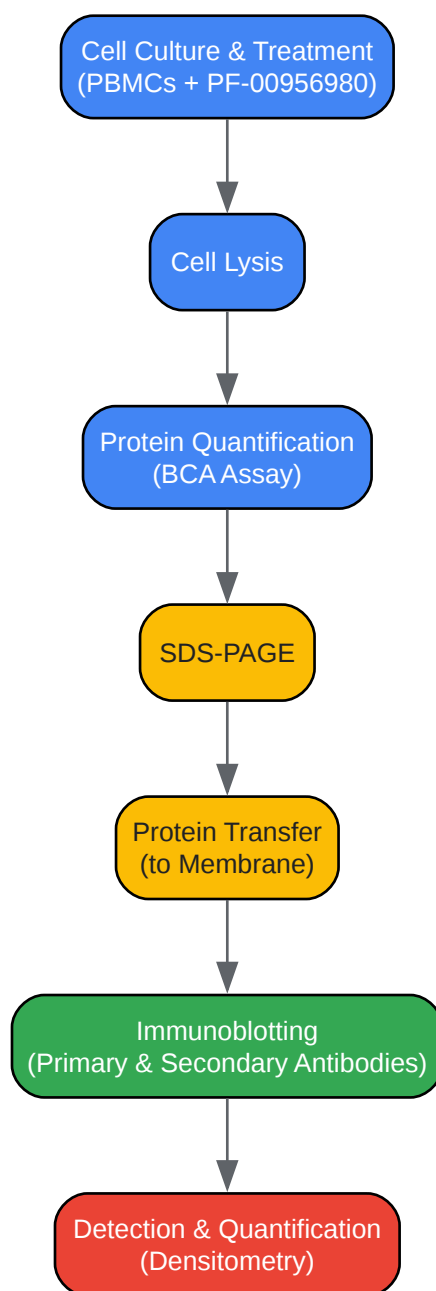 Cell Culture & Treatment
(PBMCs + PF-00956980)
Cell Lysis
Protein Quantification
(BCA Assay)
SDS-PAGE
Protein Transfer
(to Membrane)
Immunoblotting
(Primary & Secondary Antibodies)
Detection & Quantification
(Densitometry)